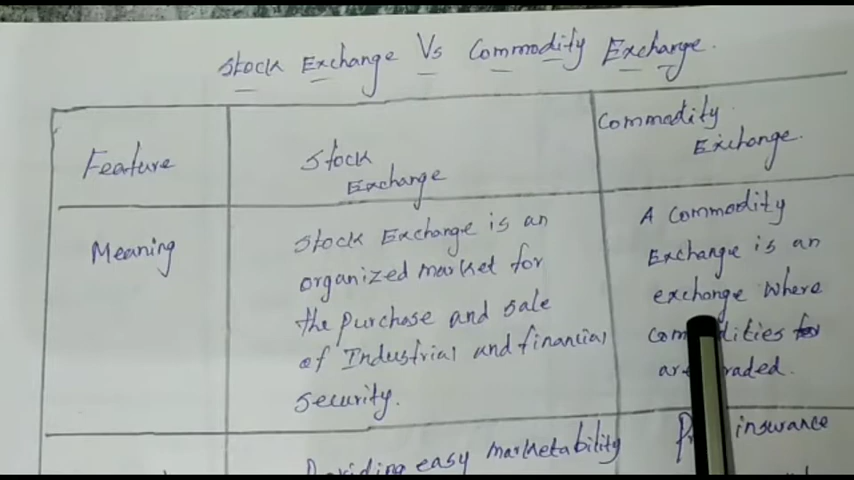 Stock Exchange Vs Commodity Exchange.
Feature
Stock
Exchange
Commodity
Exchange.
Meaning
Stock Exchange is an
organized market for
the purchase and sale
of Industrial and financial
security.
A Commodity
Exchange is an
exchange where
are traded.
Providing easy marketability
insurance